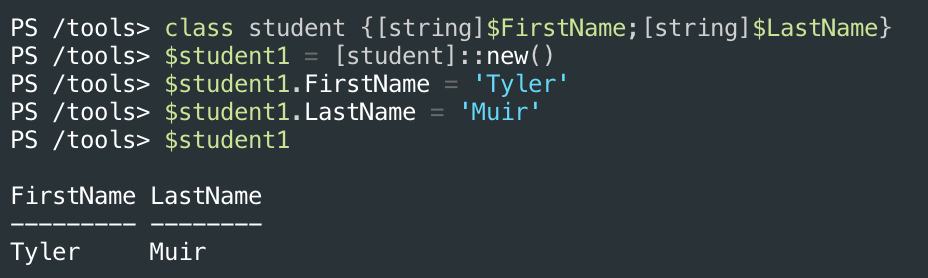 PS /tools> class student {[string]$FirstName;[string]$LastName}
PS /tools> $student1 = [student]::new()
PS /tools> $student1.FirstName = 'Tyler'
PS /tools> $student1.LastName = 'Muir'
PS /tools> $student1
FirstName LastName
--------- --------
Tyler     Muir